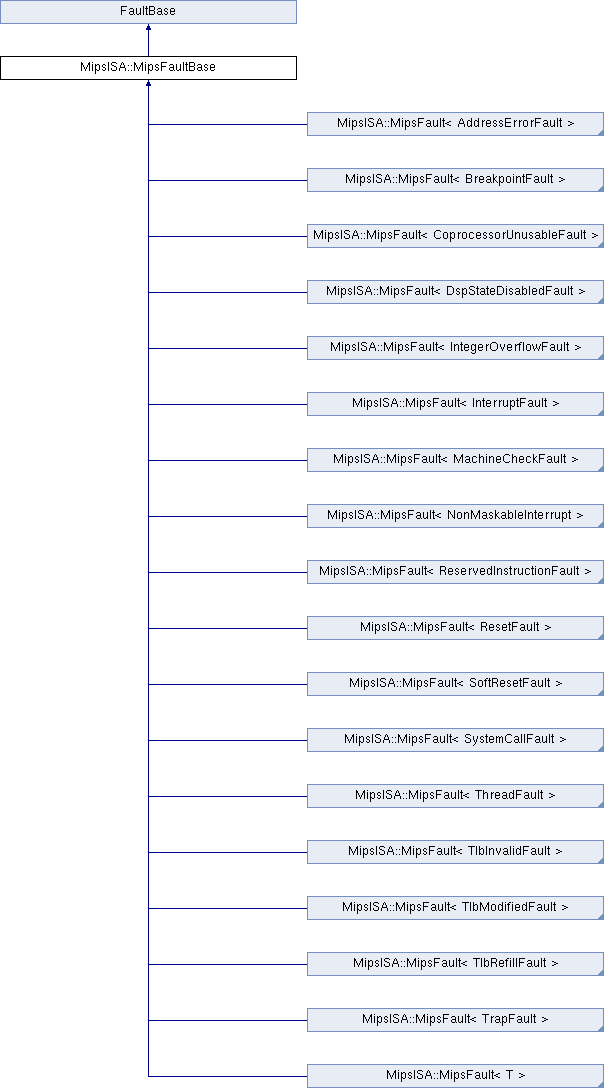 FaultBase
MipsISA::MipsFaultBase
MipsISA::MipsFault< AddressErrorFault >
MipsISA::MipsFault< BreakpointFault >
MipsISA::MipsFault< CoprocessorUnusableFault >
MipsISA::MipsFault< DspStateDisabledFault >
MipsISA::MipsFault< IntegerOverflowFault >
MipsISA::MipsFault< InterruptFault >
MipsISA::MipsFault< MachineCheckFault >
MipsISA::MipsFault< NonMaskableInterrupt >
MipsISA::MipsFault< ReservedInstructionFault >
MipsISA::MipsFault< ResetFault >
MipsISA::MipsFault< SoftResetFault >
MipsISA::MipsFault< SystemCallFault >
MipsISA::MipsFault< ThreadFault >
MipsISA::MipsFault< TlbInvalidFault >
MipsISA::MipsFault< TlbModifiedFault >
MipsISA::MipsFault< TlbRefillFault >
MipsISA::MipsFault< TrapFault >
MipsISA::MipsFault< T >